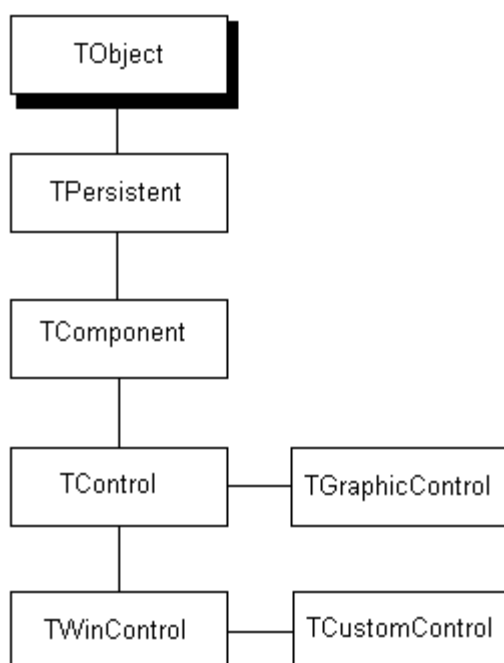 TObject
TPersistent
TComponent
TControl
TGraphicControl
TWinControl
TCustomControl